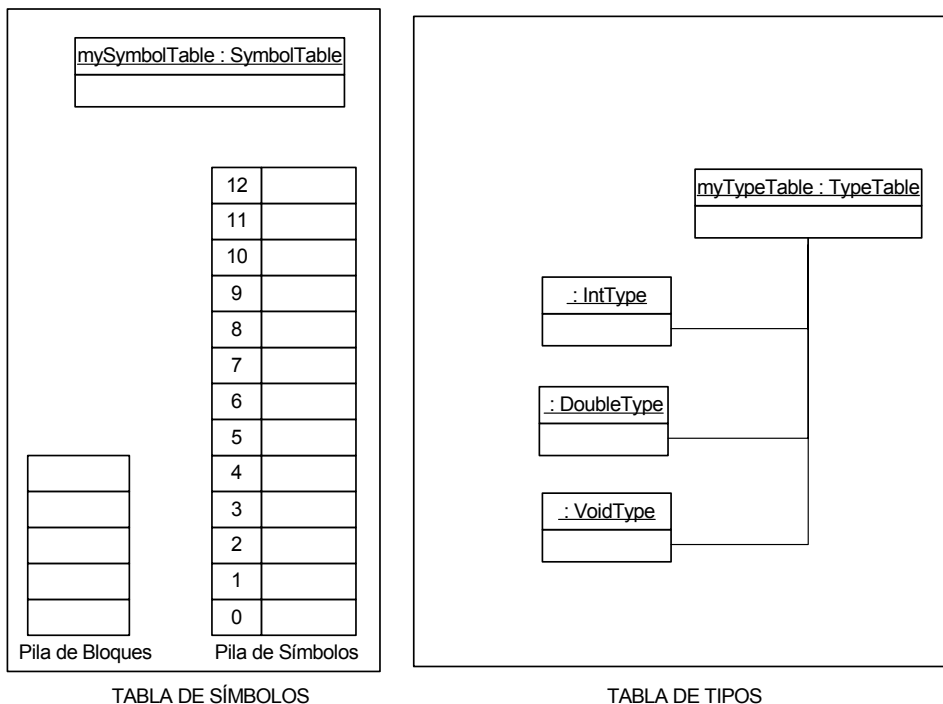 mySymbolTable : SymbolTable
12
11
10
9
8
7
6
5
4
3
2
1
0
Pila de Bloques
Pila de Símbolos
TABLA DE SÍMBOLOS
myTypeTable : TypeTable
: IntType
: DoubleType
: VoidType
TABLA DE TIPOS